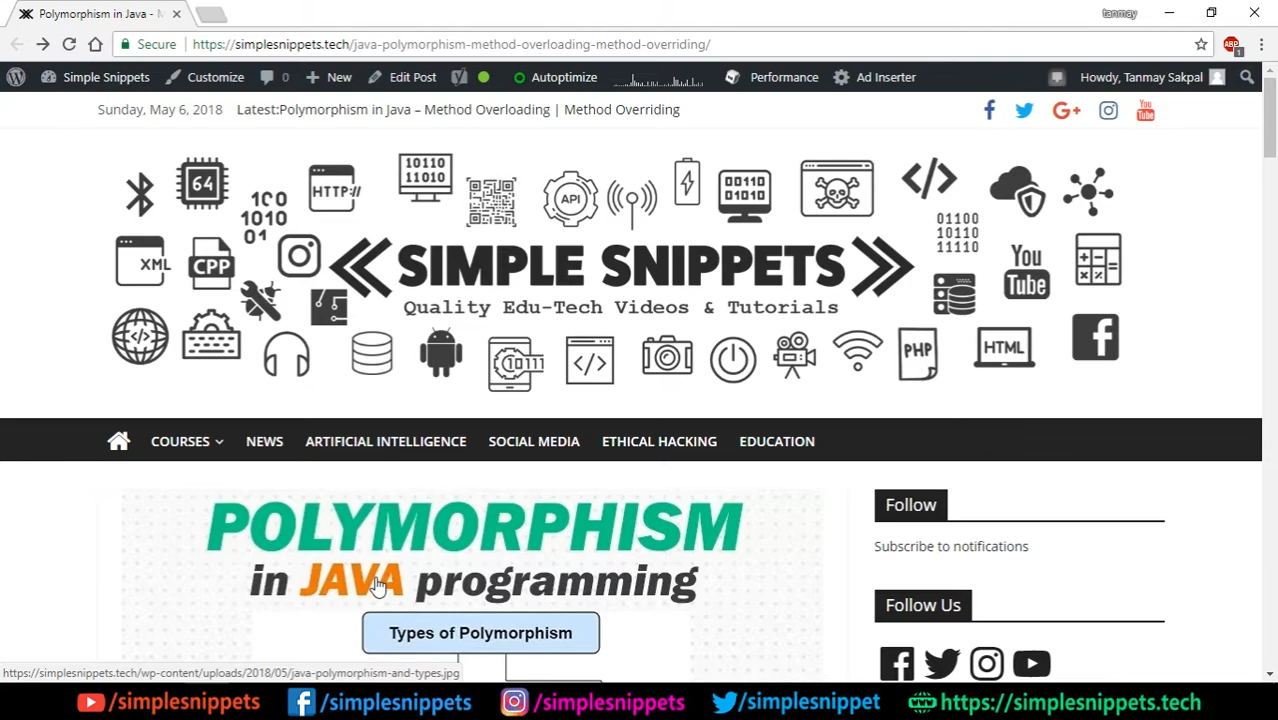 Polymorphism in Java - M
tanmay
Secure
https://simplesnippets.tech/java-polymorphism-method-overloading-method-overriding/
ABP
1
Simple Snippets
Customize
0
New
Edit Post
Autoptimize
Performance
Ad Inserter
Howdy, Tanmay Sakpal
Sunday, May 6, 2018
Latest:Polymorphism in Java – Method Overloading | Method Overriding
You
Tube
64
HTTP://
10110
11010
100
1010
01
API
00110
01010
01100
10110
11110
XML
CPP
SIMPLE SNIPPETS
Quality Edu-Tech Videos & Tutorials
You
Tube
1011
PHP
HTML
COURSES
NEWS
ARTIFICIAL INTELLIGENCE
SOCIAL MEDIA
ETHICAL HACKING
EDUCATION
POLYMORPHISM
in JAVA programming
Types of Polymorphism
Follow
Subscribe to notifications
Follow Us
https://simplesnippets.tech/wp-content/uploads/2018/05/java-polymorphism-and-types.jpg
/simplesnippets
/simplesnippets
/simplesnippets
/simplesnippet
https://simplesnippets.tech